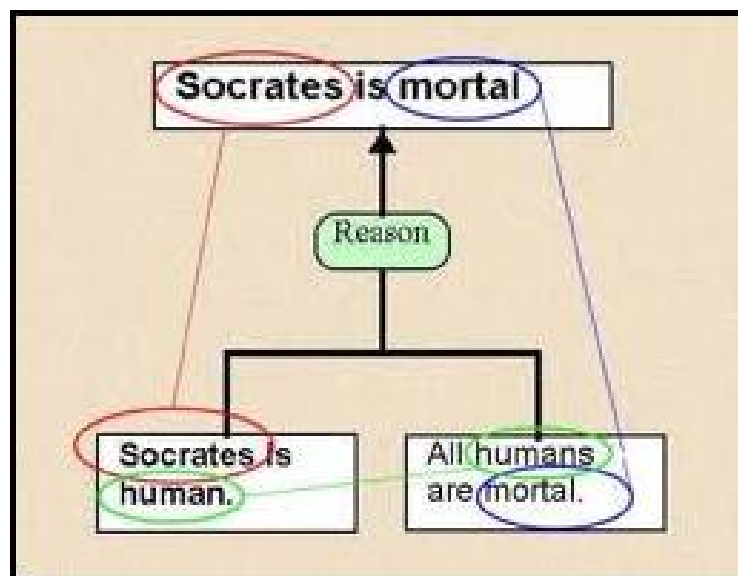 Socrates is mortal
Reason
Socrates is
human.
All humans
are mortal.